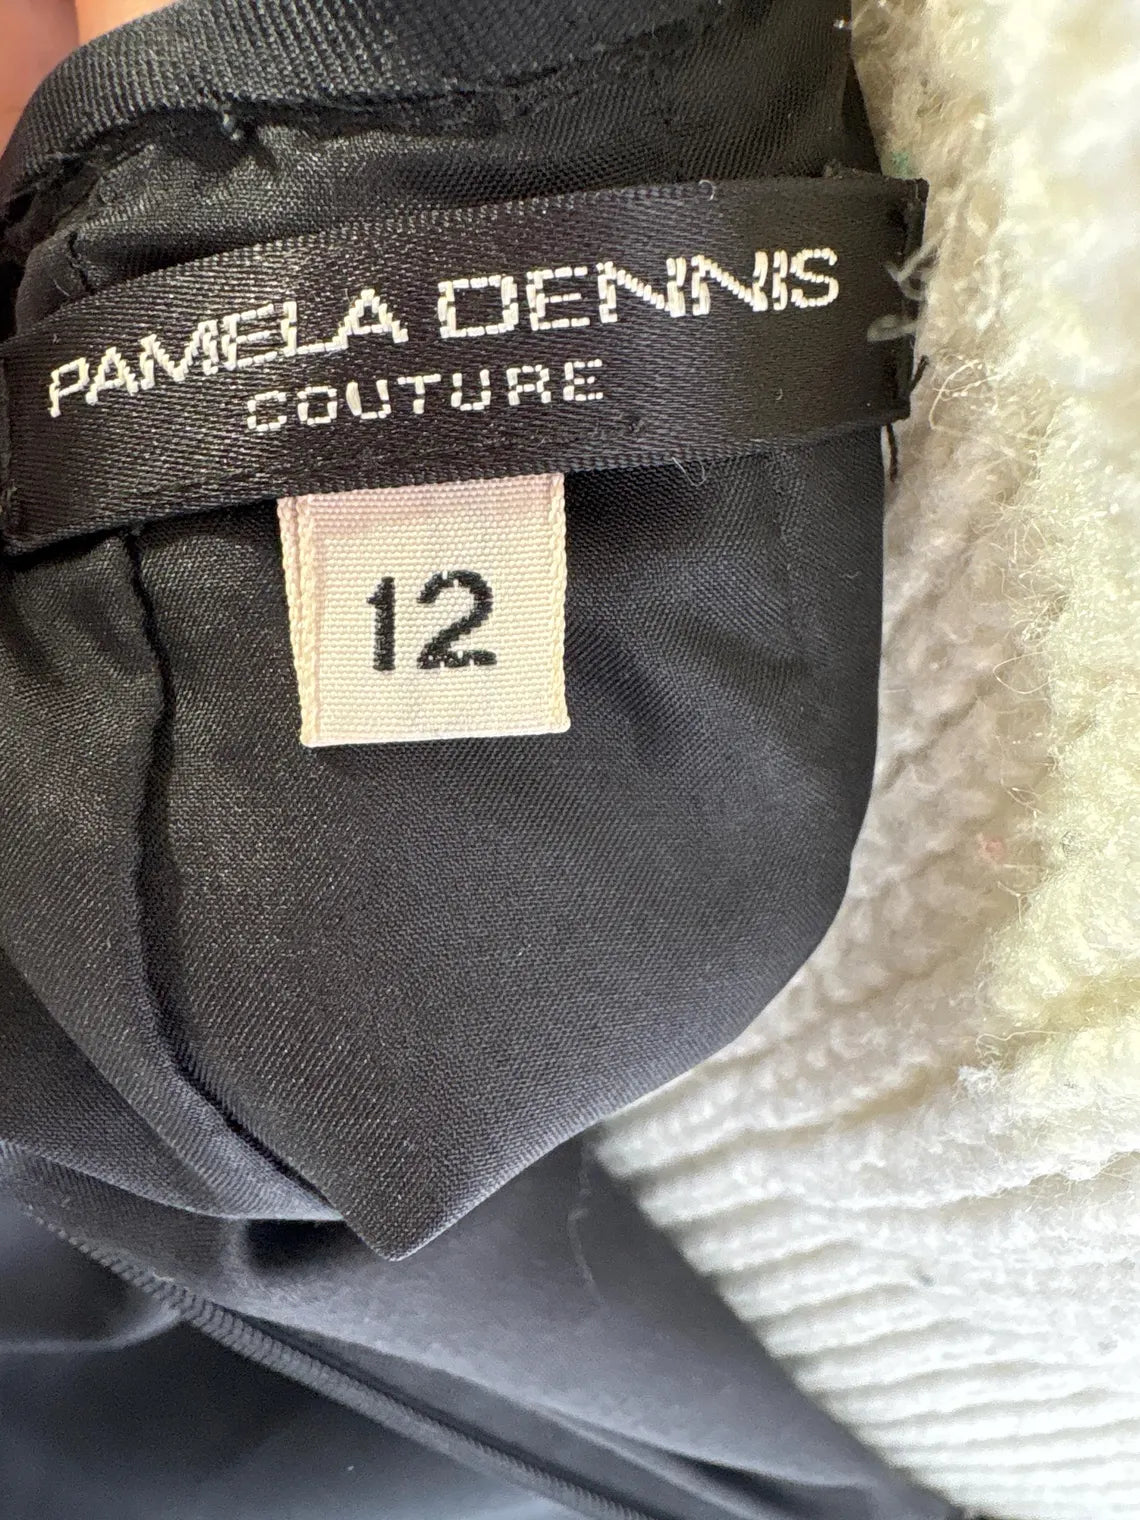 PAMELA DENNIS
COUTURE
12